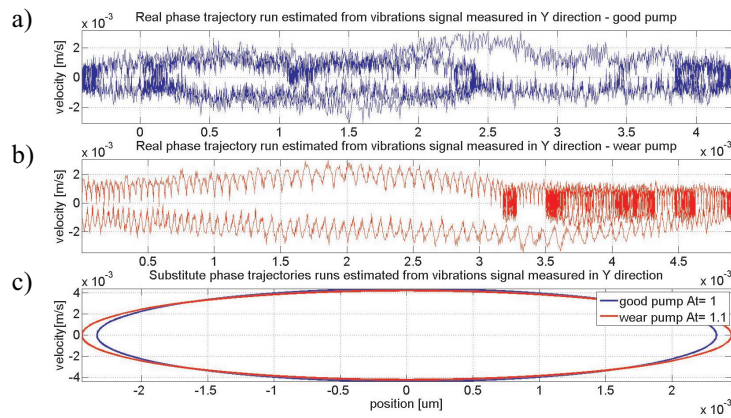 a)
Real phase trajectory run estimated from vibrations signal measured in Y direction - good pump
x 10⁻³
velocity [m/s]
2
0
-2
0 0.5 1 1.5 2 2.5 3 3.5 4
x 10⁻³
b)
Real phase trajectory run estimated from vibrations signal measured in Y direction - wear pump
x 10⁻³
velocity [m/s]
2
0
-2
0.5 1 1.5 2 2.5 3 3.5 4 4.5
x 10⁻³
c)
Substitute phase trajectories runs estimated from vibrations signal measured in Y direction
x 10⁻³
velocity[m/s]
4
2
0
-2
-4
good pump At= 1
wear pump At= 1.1
-2 -1.5 -1 -0.5 0 0.5 1 1.5 2
position [um]
x 10⁻³